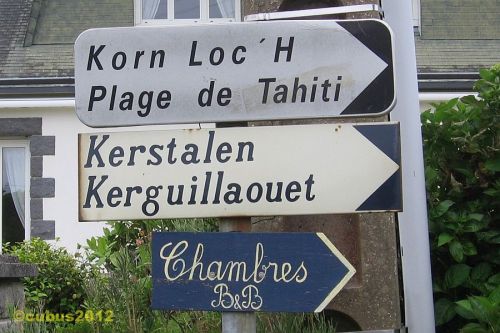 Korn Loc'H
Plage de Tahiti
Kerstalen
Kerguillaouet
Chambres
B&B
©cubus2012